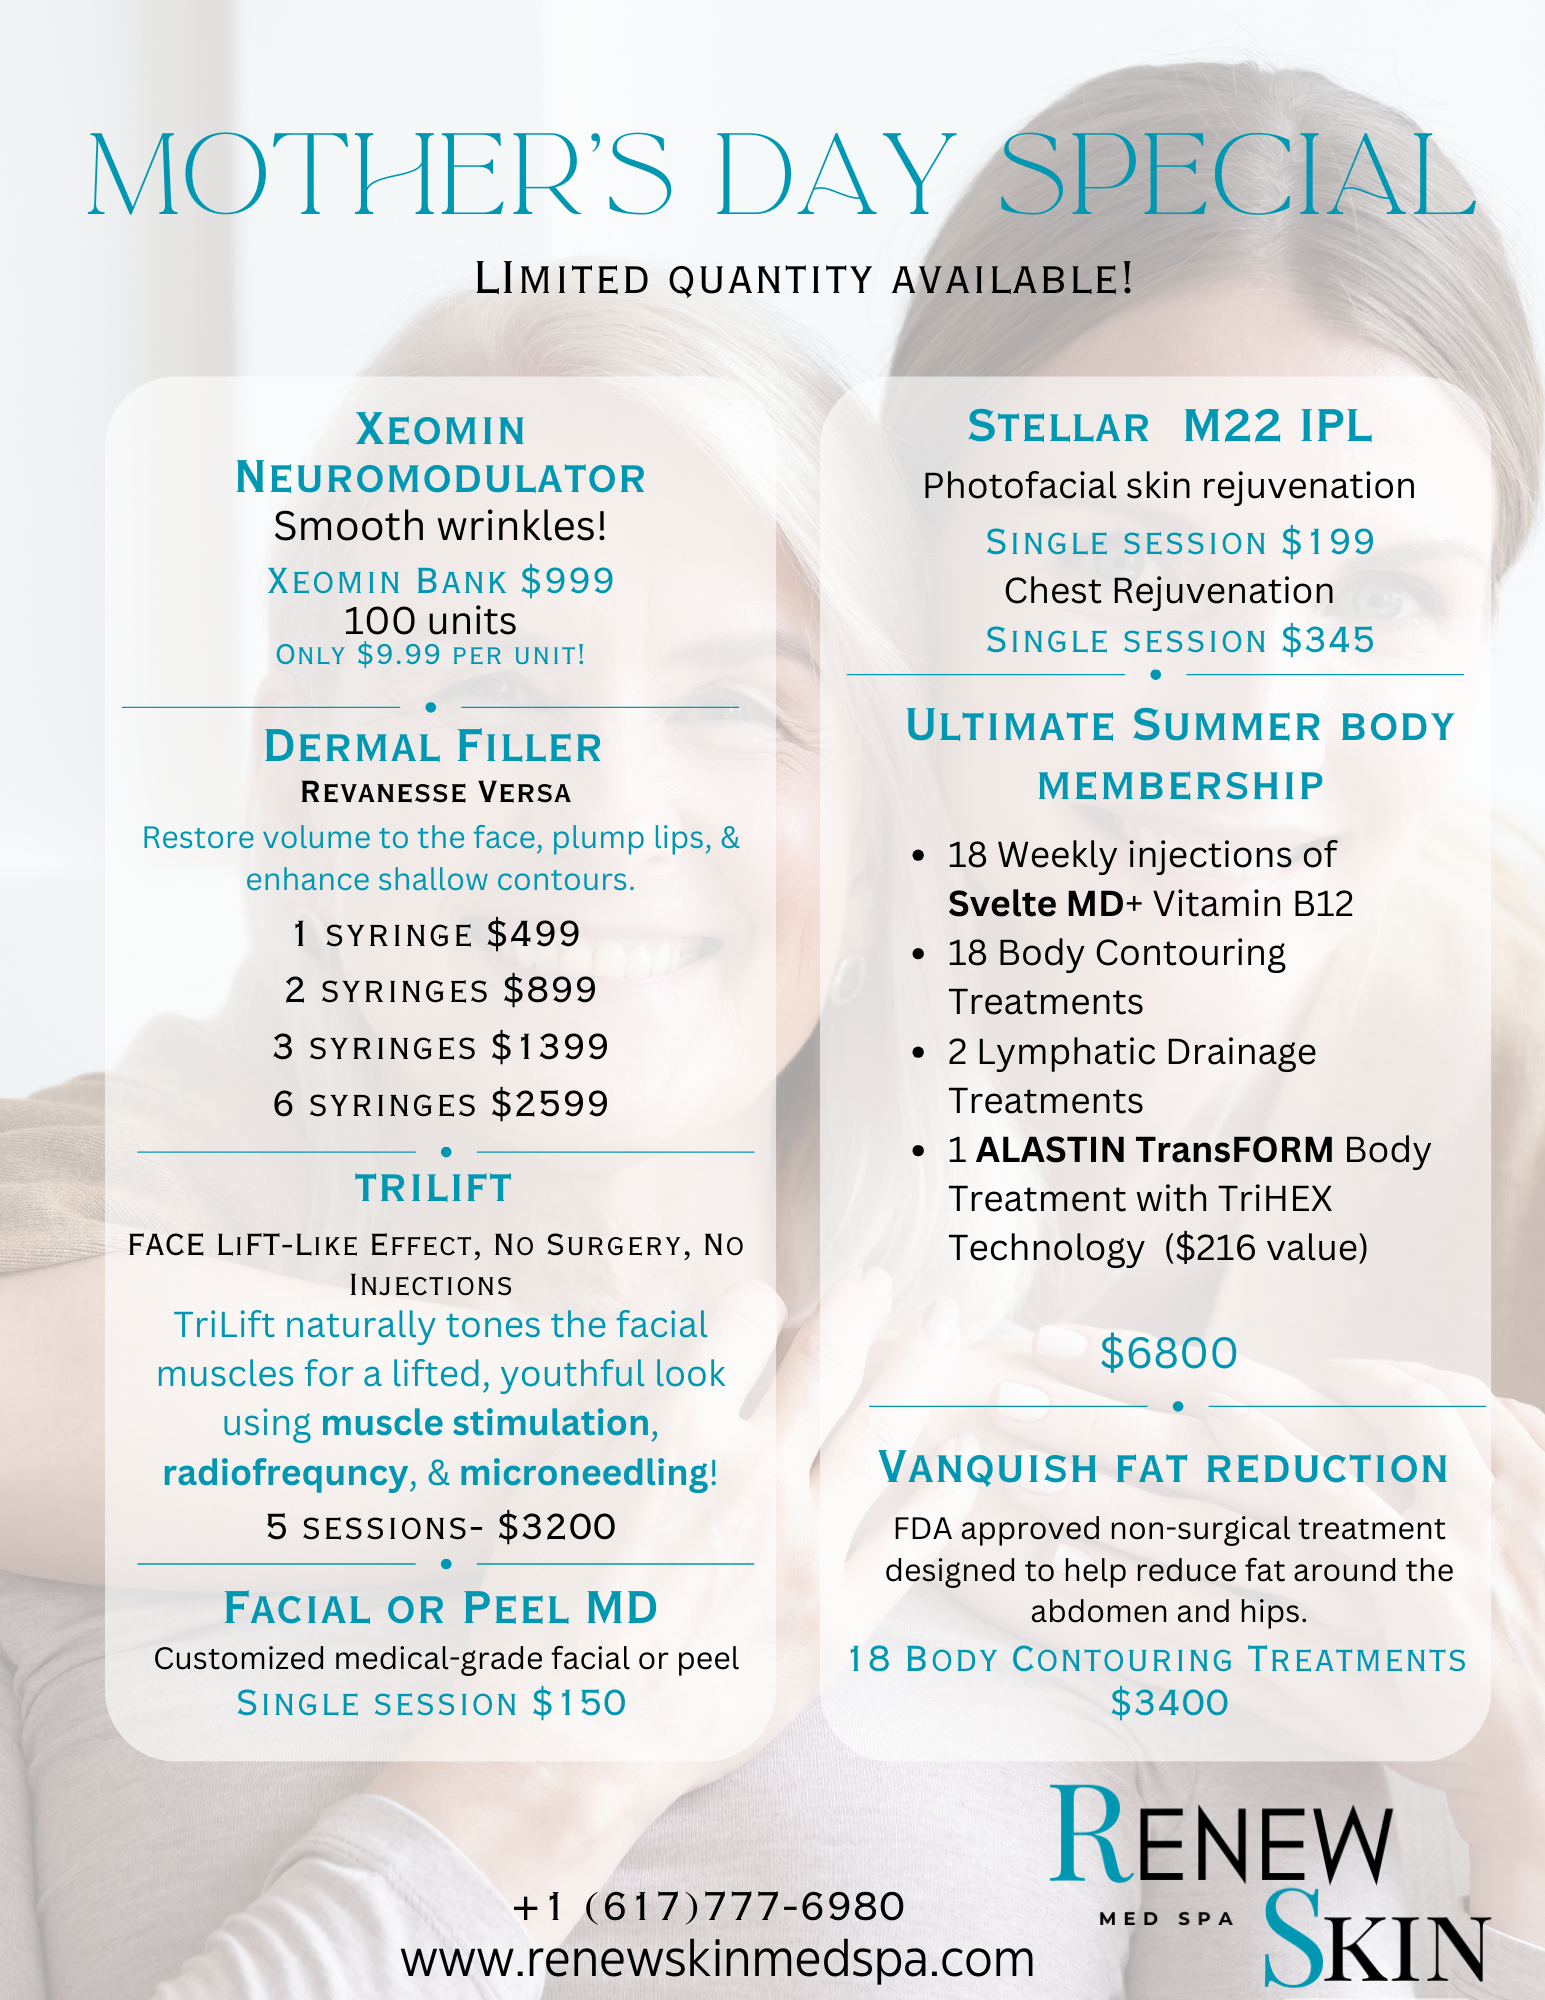 MOTHER'S DAY SPECIAL
LIMITED QUANTITY AVAILABLE!
XEOMIN
NEUROMODULATOR
Smooth wrinkles!
XEOMIN BANK $999
100 units
ONLY $9.99 PER UNIT!
DERMAL FILLER
REVANESSE VERSA
Restore volume to the face, plump lips, &
enhance shallow contours.
1 SYRINGE $499
2 SYRINGES $899
3 SYRINGES $1399
6 SYRINGES $2599
TRILIFT
FACE LIFT-LIKE EFFECT, NO SURGERY, NO
INJECTIONS
TriLift naturally tones the facial
muscles for a lifted, youthful look
using muscle stimulation,
radiofrequncy, & microneedling!
5 SESSIONS- $3200
FACIAL OR PEEL MD
Customized medical-grade facial or peel
SINGLE SESSION $150
STELLAR M22 IPL
Photofacial skin rejuvenation
SINGLE SESSION $199
Chest Rejuvenation
SINGLE SESSION $345
ULTIMATE SUMMER BODY
MEMBERSHIP
• 18 Weekly injections of
Svelte MD+ Vitamin B12
• 18 Body Contouring
Treatments
• 2 Lymphatic Drainage
Treatments
• 1 ALASTIN TransFORM Body
Treatment with TriHEX
Technology ($216 value)
$6800
VANQUISH FAT REDUCTION
FDA approved non-surgical treatment
designed to help reduce fat around the
abdomen and hips.
18 BODY CONTOURING TREATMENTS
$3400
+1 (617)777-6980
www.renewskinmedspa.com
RENEW
MED SPA
SKIN